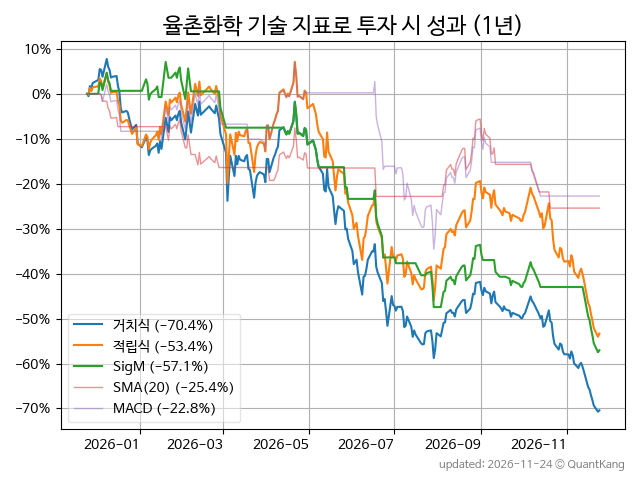 율촌화학 기술 지표로 투자 시 성과 (1년)
10%
0%
−10%
−20%
−30%
−40%
−50%
−60%
−70%
거치식 (−70.4%)
적립식 (−53.4%)
SigM (−57.1%)
SMA(20) (−25.4%)
MACD (−22.8%)
2026-01 2026-03 2026-05 2026-07 2026-09 2026-11
updated: 2026-11-24 © QuantKang